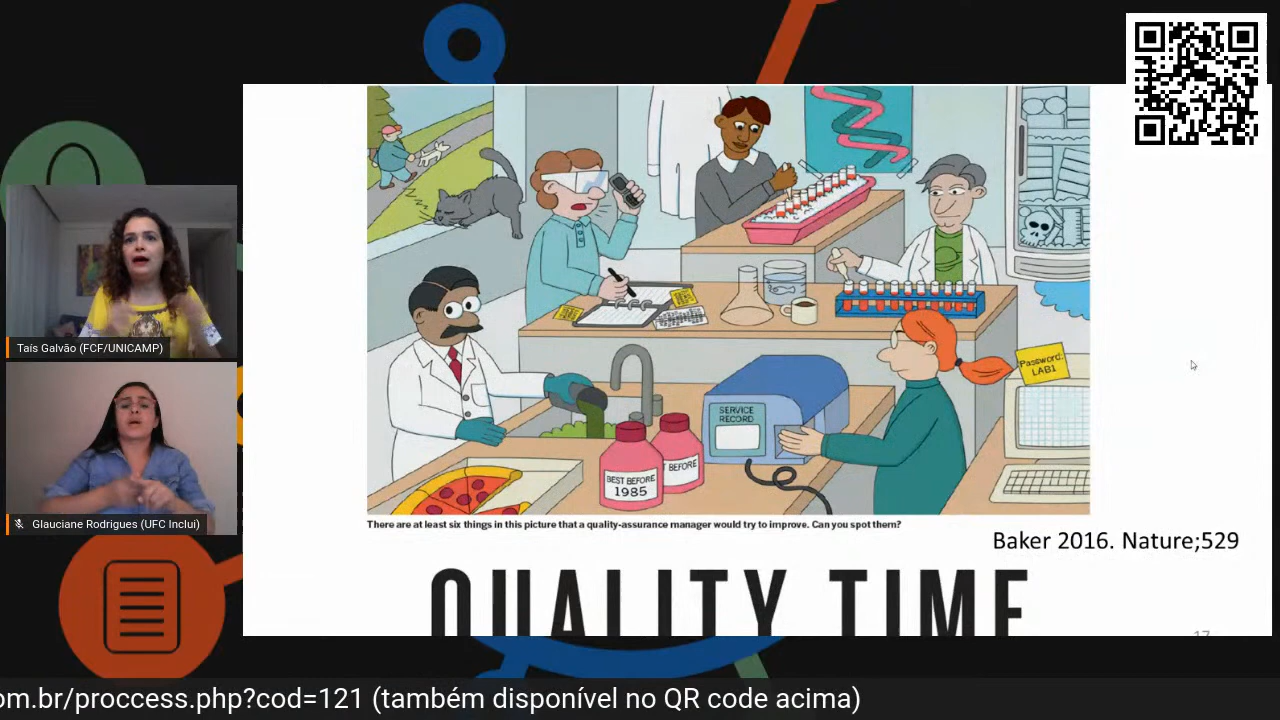 Taís Galvão (FCF/UNICAMP)
Glauciane Rodrigues (UFC Inclui)
Password:
LAB1
SERVICE
RECORD
BEST BEFORE
1985
T BEFORE
There are at least six things in this picture that a quality-assurance manager would try to improve. Can you spot them?
Baker 2016. Nature;529
QUALITY TIME
17
om.br/proccess.php?cod=121 (também disponível no QR code acima)